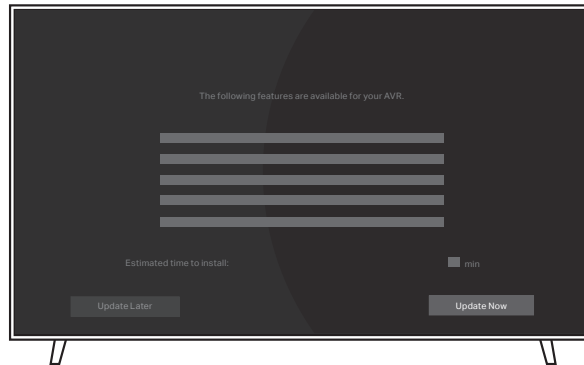 The following features are available for your AVR.
Estimated time to install: min
Update Later Update Now